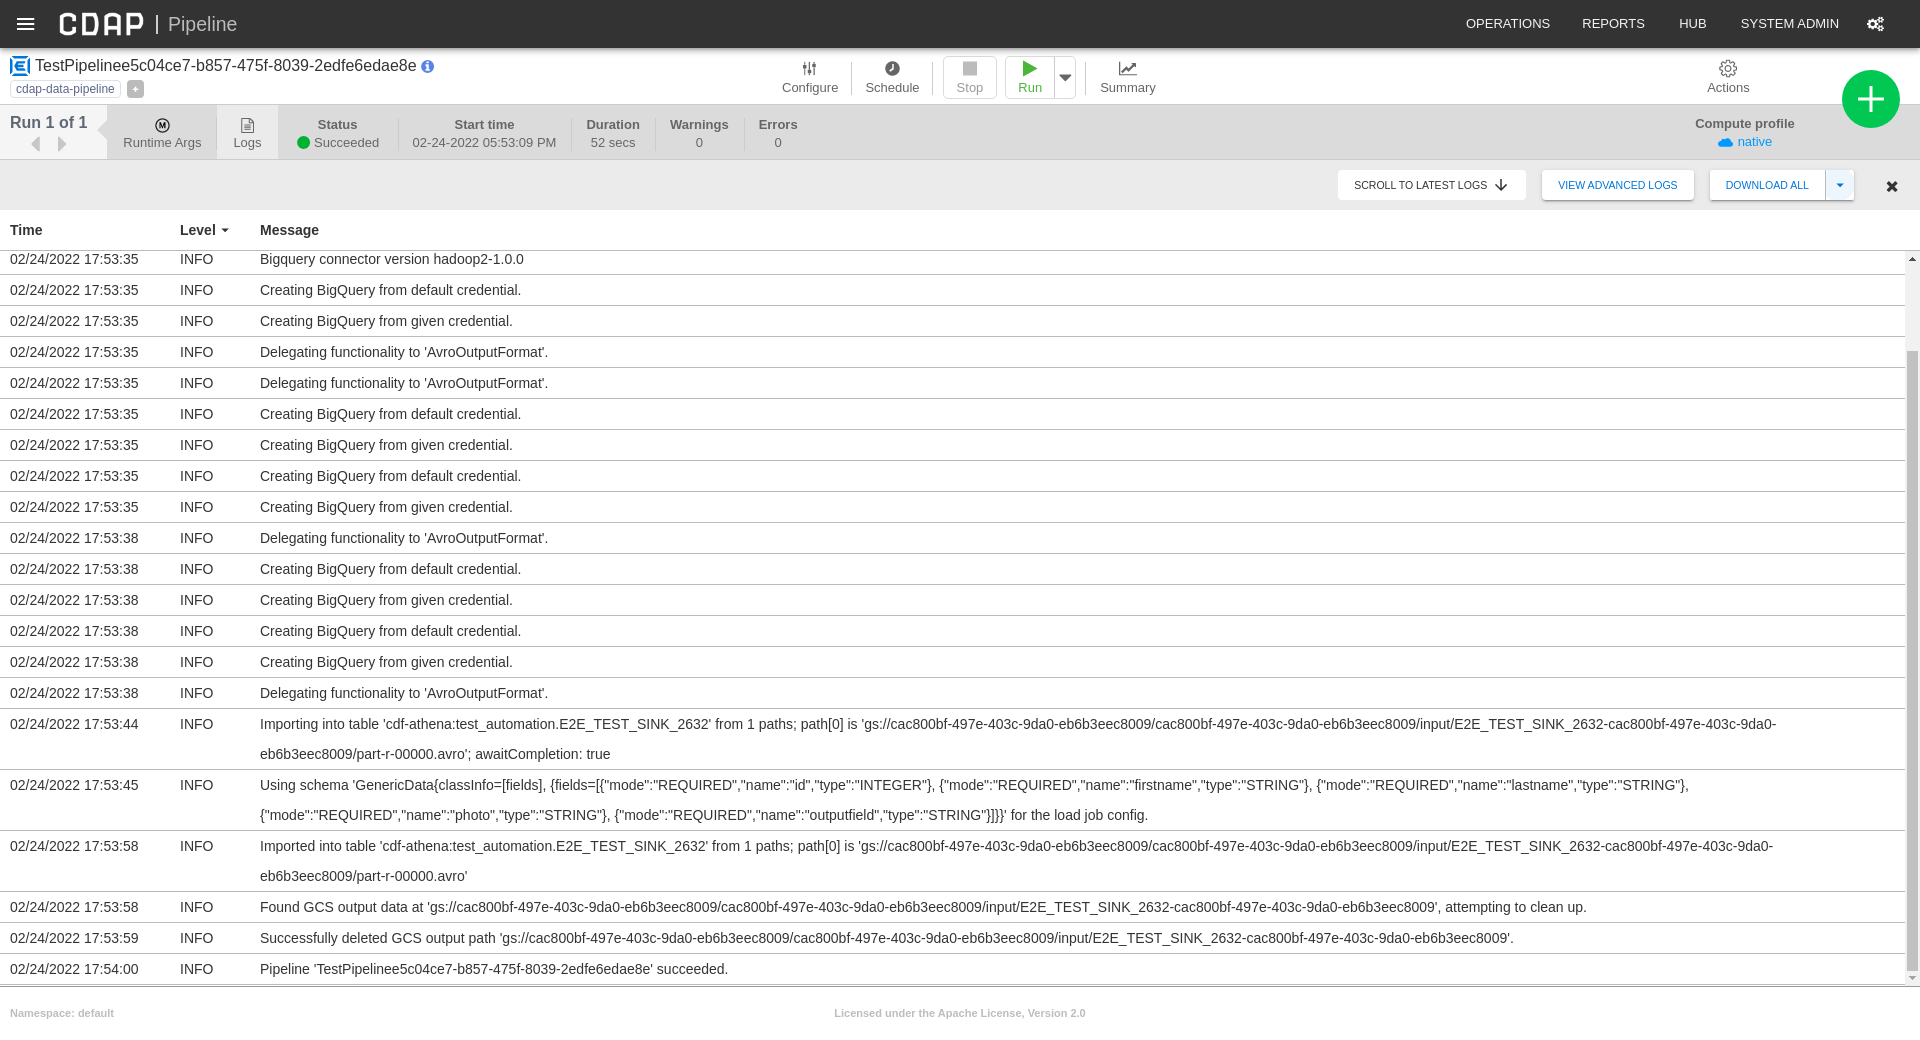 CDAP | Pipeline
OPERATIONS REPORTS HUB SYSTEM ADMIN
TestPipelinee5c04ce7-b857-475f-8039-2edfe6edae8e
cdap-data-pipeline +
Configure Schedule Stop Run Summary Actions
Run 1 of 1
Runtime Args
Logs
Status
Succeeded
Start time
02-24-2022 05:53:09 PM
Duration
52 secs
Warnings
0
Errors
0
Compute profile
native
SCROLL TO LATEST LOGS VIEW ADVANCED LOGS DOWNLOAD ALL
Time Level Message
02/24/2022 17:53:35 INFO Bigquery connector version hadoop2-1.0.0
02/24/2022 17:53:35 INFO Creating BigQuery from default credential.
02/24/2022 17:53:35 INFO Creating BigQuery from given credential.
02/24/2022 17:53:35 INFO Delegating functionality to 'AvroOutputFormat'.
02/24/2022 17:53:35 INFO Delegating functionality to 'AvroOutputFormat'.
02/24/2022 17:53:35 INFO Creating BigQuery from default credential.
02/24/2022 17:53:35 INFO Creating BigQuery from given credential.
02/24/2022 17:53:35 INFO Creating BigQuery from default credential.
02/24/2022 17:53:35 INFO Creating BigQuery from given credential.
02/24/2022 17:53:38 INFO Delegating functionality to 'AvroOutputFormat'.
02/24/2022 17:53:38 INFO Creating BigQuery from default credential.
02/24/2022 17:53:38 INFO Creating BigQuery from given credential.
02/24/2022 17:53:38 INFO Creating BigQuery from default credential.
02/24/2022 17:53:38 INFO Creating BigQuery from given credential.
02/24/2022 17:53:38 INFO Delegating functionality to 'AvroOutputFormat'.
02/24/2022 17:53:44 INFO Importing into table 'cdf-athena:test_automation.E2E_TEST_SINK_2632' from 1 paths; path[0] is 'gs://cac800bf-497e-403c-9da0-eb6b3eec8009/cac800bf-497e-403c-9da0-eb6b3eec8009/input/E2E_TEST_SINK_2632-cac800bf-497e-403c-9da0-
eb6b3eec8009/part-r-00000.avro'; awaitCompletion: true
02/24/2022 17:53:45 INFO Using schema 'GenericData{classInfo=[fields], {fields=[{"mode":"REQUIRED","name":"id","type":"INTEGER"}, {"mode":"REQUIRED","name":"firstname","type":"STRING"}, {"mode":"REQUIRED","name":"lastname","type":"STRING"},
{"mode":"REQUIRED","name":"photo","type":"STRING"}, {"mode":"REQUIRED","name":"outputfield","type":"STRING"}]}}' for the load job config.
02/24/2022 17:53:58 INFO Imported into table 'cdf-athena:test_automation.E2E_TEST_SINK_2632' from 1 paths; path[0] is 'gs://cac800bf-497e-403c-9da0-eb6b3eec8009/cac800bf-497e-403c-9da0-eb6b3eec8009/input/E2E_TEST_SINK_2632-cac800bf-497e-403c-9da0-
eb6b3eec8009/part-r-00000.avro'
02/24/2022 17:53:58 INFO Found GCS output data at 'gs://cac800bf-497e-403c-9da0-eb6b3eec8009/cac800bf-497e-403c-9da0-eb6b3eec8009/input/E2E_TEST_SINK_2632-cac800bf-497e-403c-9da0-eb6b3eec8009', attempting to clean up.
02/24/2022 17:53:59 INFO Successfully deleted GCS output path 'gs://cac800bf-497e-403c-9da0-eb6b3eec8009/cac800bf-497e-403c-9da0-eb6b3eec8009/input/E2E_TEST_SINK_2632-cac800bf-497e-403c-9da0-eb6b3eec8009'.
02/24/2022 17:54:00 INFO Pipeline 'TestPipelinee5c04ce7-b857-475f-8039-2edfe6edae8e' succeeded.
Namespace: default
Licensed under the Apache License, Version 2.0